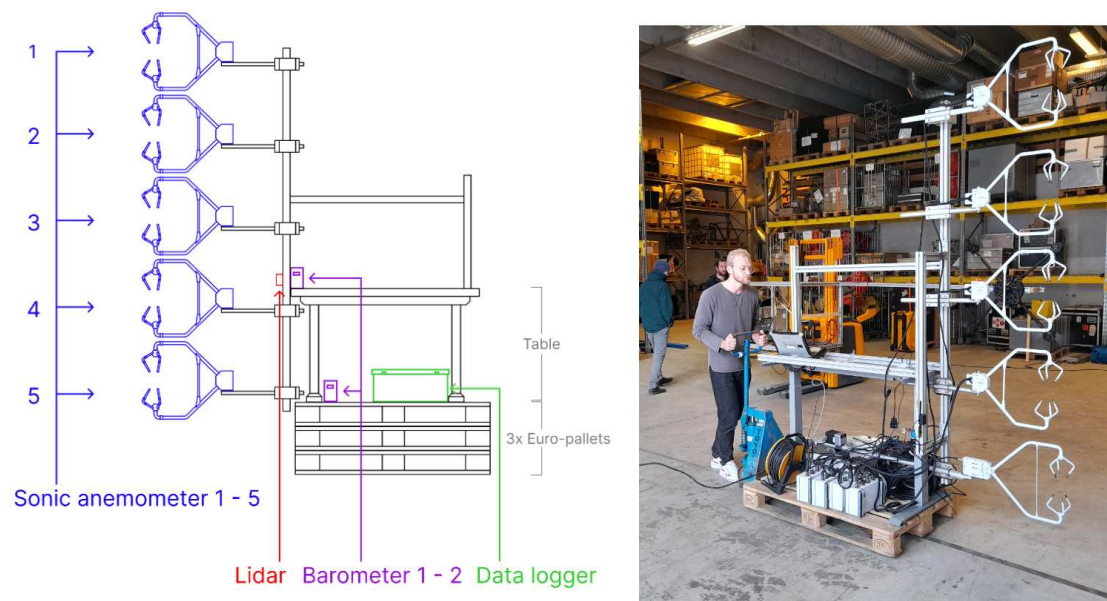 1
2
3
4
5
Table
3x Euro-pallets
Sonic anemometer 1 - 5
Lidar
Barometer 1 - 2
Data logger